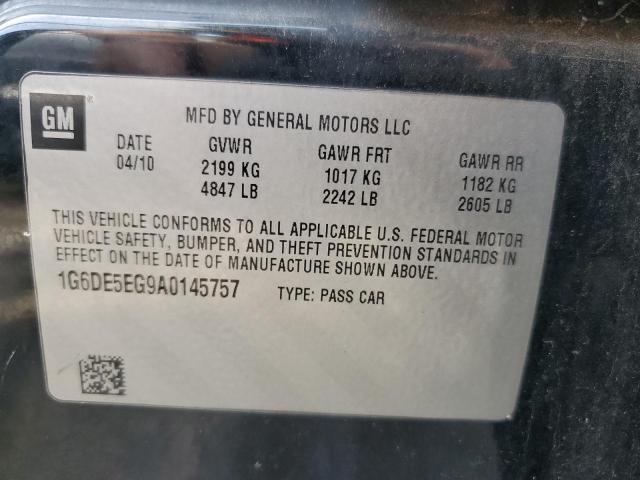 GM
MFD BY GENERAL MOTORS LLC
DATE GVWR GAWR FRT GAWR RR
04/10 2199 KG 1017 KG 1182 KG
4847 LB 2242 LB 2605 LB
THIS VEHICLE CONFORMS TO ALL APPLICABLE U.S. FEDERAL MOTOR
VEHICLE SAFETY, BUMPER, AND THEFT PREVENTION STANDARDS IN
EFFECT ON THE DATE OF MANUFACTURE SHOWN ABOVE.
1G6DE5EG9A0145757 TYPE: PASS CAR